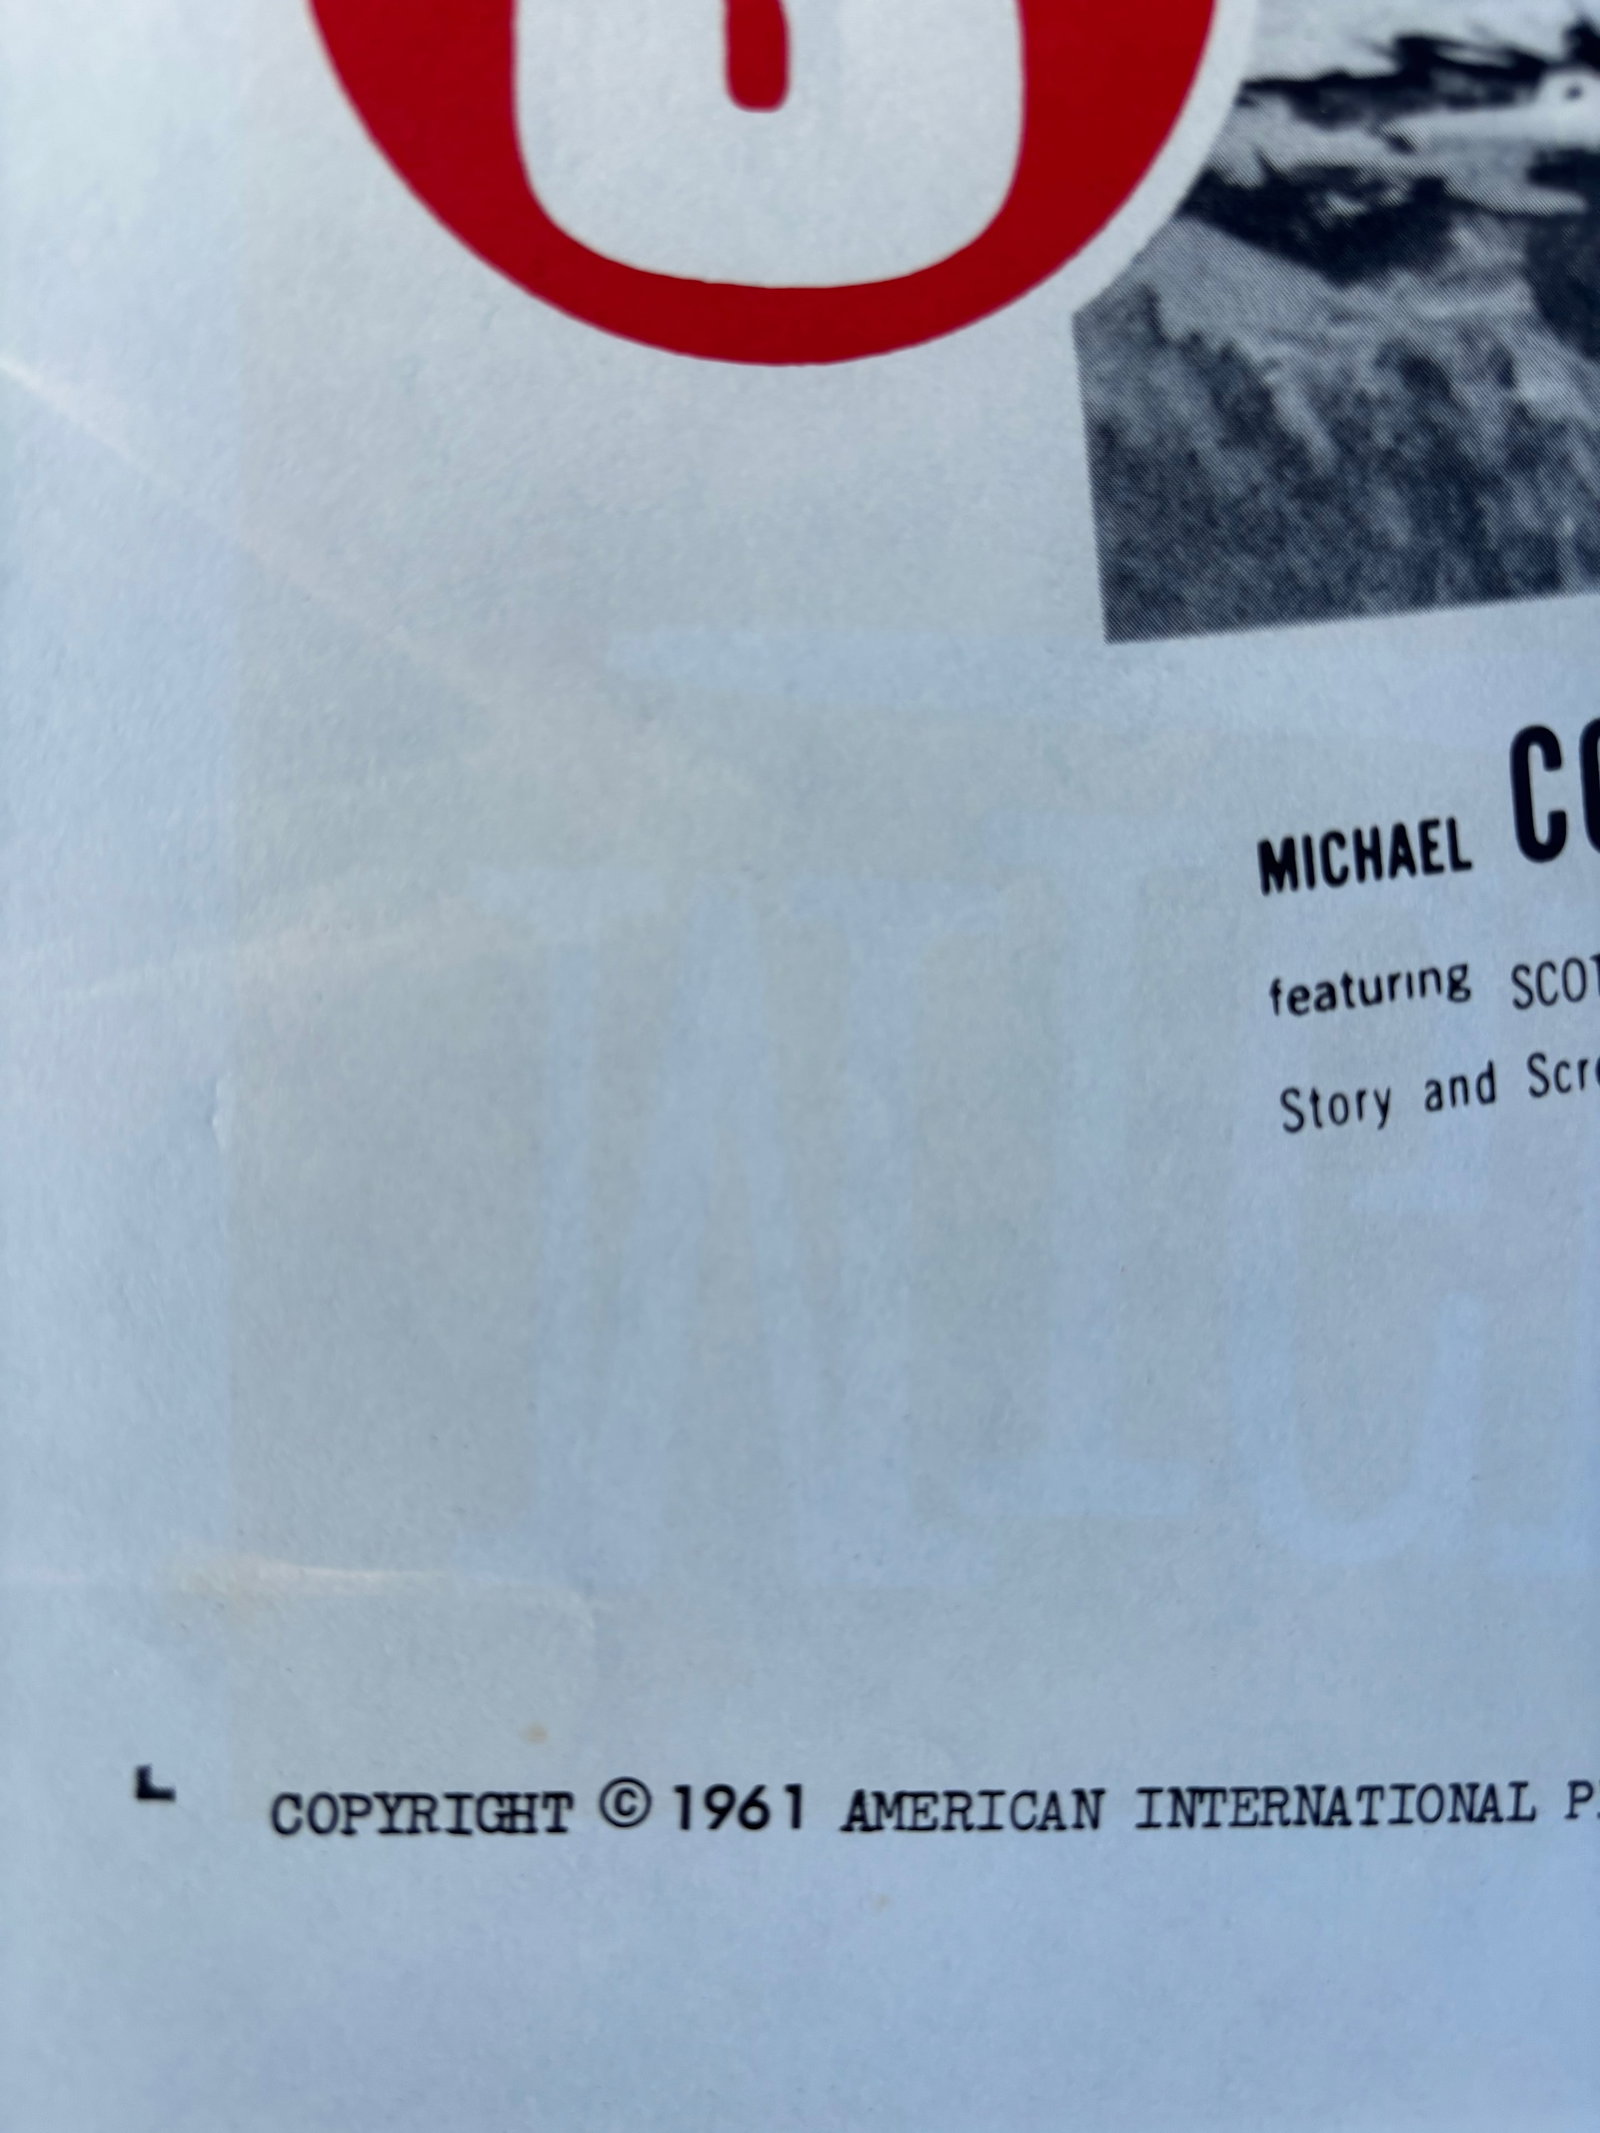 MICHAEL
featuring
Story and
COPYRIGHT © 1961 AMERICAN INTERNATIONAL